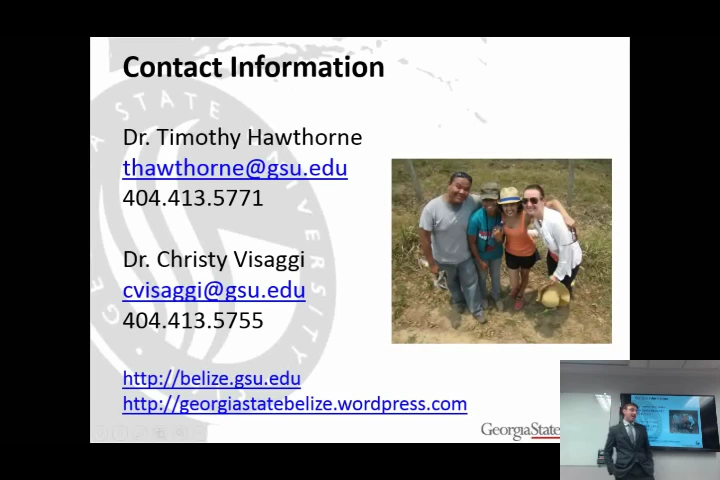 Contact Information
Dr. Timothy Hawthorne
thawthorne@gsu.edu
404.413.5771
Dr. Christy Visaggi
cvisaggi@gsu.edu
404.413.5755
http://belize.gsu.edu
http://georgiastatebelize.wordpress.com
GeorgiaState